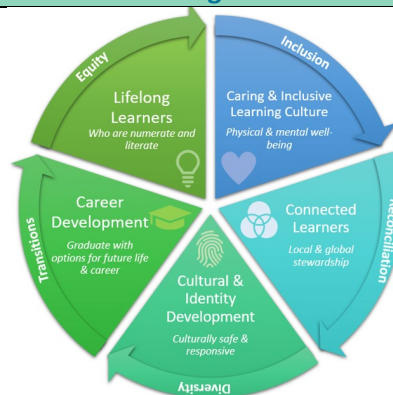 Equity
Lifelong
Learners
Who are numerate and
literate
Inclusion
Caring & Inclusive
Learning Culture
Physical & mental well-
being
Reconciliation
Connected
Learners
Local & global
stewardship
Diversity
Cultural &
Identity
Development
Culturally safe &
responsive
Transitions
Career
Development
Graduate with
options for future life
& career